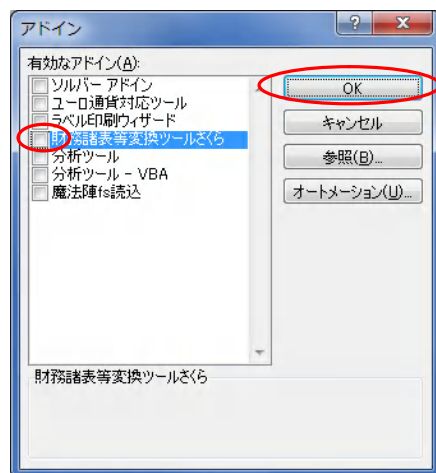 アドイン
有効なアドイン(A):
ソルバー アドイン
ユーロ通貨対応ツール
ラベル印刷ウィザード
財務諸表等変換ツールさくら
分析ツール
分析ツール - VBA
魔法陣fs読込
OK
キャンセル
参照(B)...
オートメーション(U)...
財務諸表等変換ツールさくら